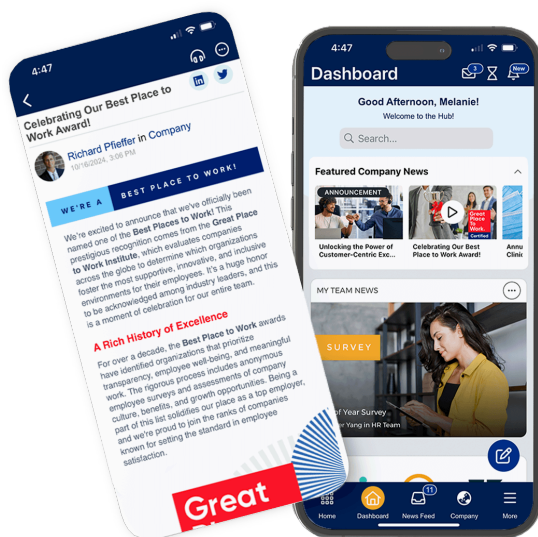 4:47
Celebrating Our Best Place to
Work Award!
Richard Pfieffer in Company
10/16/2024, 3:06 PM
WE'RE A BEST PLACE TO WORK!
We're excited to announce that we've officially been
named one of the Best Places to Work! This
prestigious recognition comes from the Great Place
to Work Institute, which evaluates companies
across the globe to determine which organizations
foster the most supportive, innovative, and inclusive
environments for their employees. It's a huge honor
to be acknowledged among industry leaders, and this
is a moment of celebration for our entire team.
A Rich History of Excellence
For over a decade, the Best Place to Work awards
have identified organizations that prioritize
transparency, employee well-being, and meaningful
work. The rigorous process includes anonymous
employee surveys and assessments of company
culture, benefits, and growth opportunities. Being a
part of this list solidifies our place as a top employer,
and we're proud to join the ranks of companies
known for setting the standard in employee
satisfaction.
Great
4:47
Dashboard
3
New
Good Afternoon, Melanie!
Welcome to the Hub!
Search...
Featured Company News
ANNOUNCEMENT
Great
Place
To
Work.
Certified
Unlocking the Power of
Customer-Centric Exc...
Celebrating Our Best
Place to Work Award!
Annu
Clinic
MY TEAM NEWS
SURVEY
of Year Survey
er Yang in HR Team
11
Home
Dashboard
News Feed
Company
More